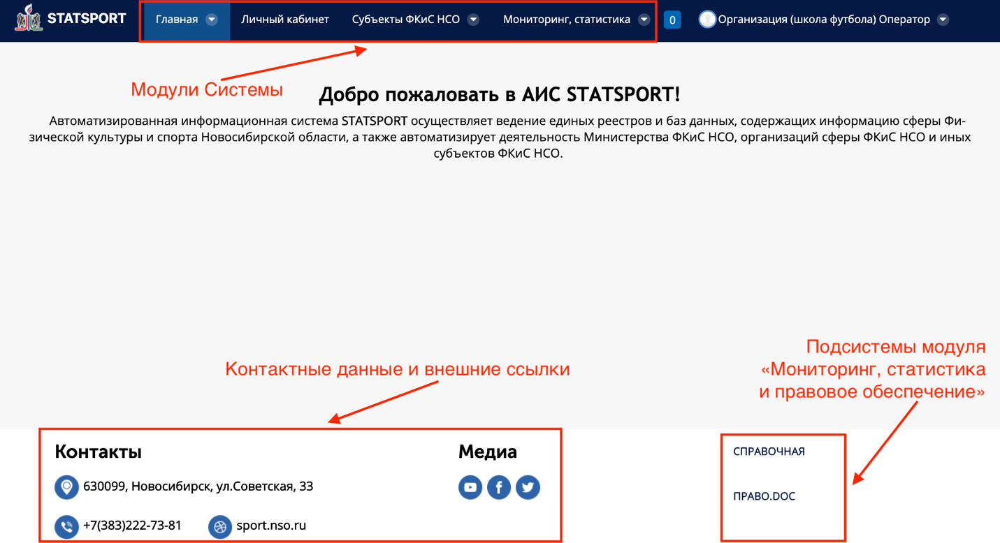 STATSPORT
Главная
Личный кабинет
Субъекты ФКиС НСО
Мониторинг, статистика
0
Организация (школа футбола) Оператор
Модули Системы
Добро пожаловать в АИС STATSPORT!
Автоматизированная информационная система STATSPORT осуществляет ведение единых реестров и баз данных, содержащих информацию сферы Фи-
зической культуры и спорта Новосибирской области, а также автоматизирует деятельность Министерства ФКиС НСО, организаций сферы ФКиС НСО и иных
субъектов ФКиС НСО.
Контактные данные и внешние ссылки
Подсистемы модуля
«Мониторинг, статистика
и правовое обеспечение»
Контакты
630099, Новосибирск, ул.Советская, 33
+7(383)222-73-81
sport.nso.ru
Медиа
СПРАВОЧНАЯ
ПРАВО.DOC